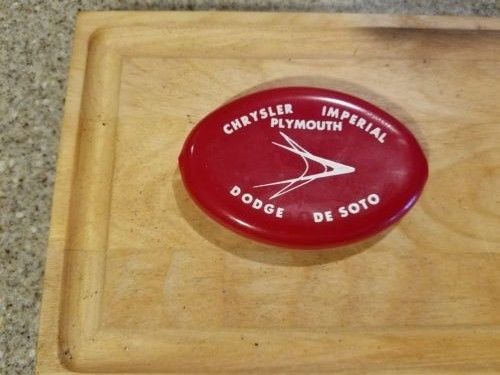 CHRYSLER IMPERIAL
PLYMOUTH
DODGE DE SOTO